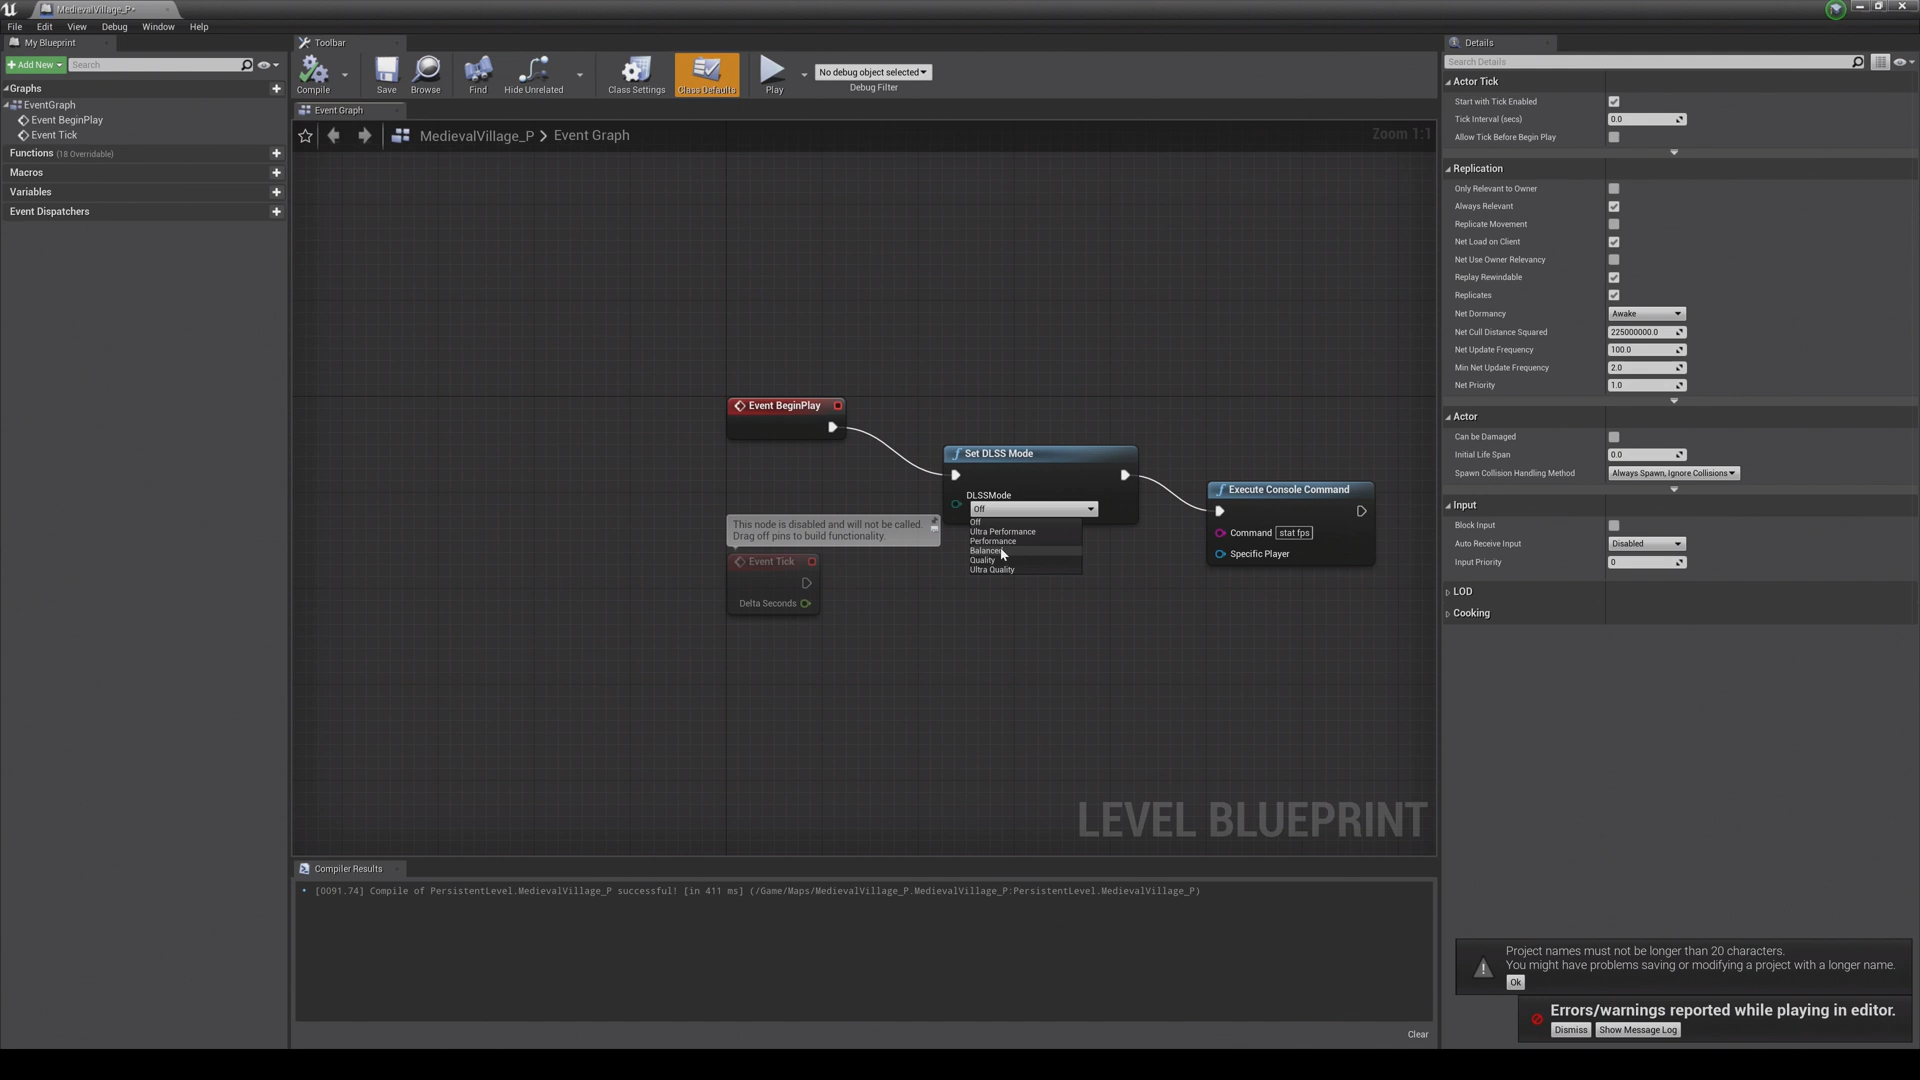 MedievalVillage_P•
File Edit View Debug Window Help
My Blueprint
Add New Search
Graphs
EventGraph
Event BeginPlay
Event Tick
Functions (18 Overridable)
Macros
Variables
Event Dispatchers
Toolbar
Compile Save Browse Find Hide Unrelated Class Settings Class Defaults Play
No debug object selected
Debug Filter
Event Graph
MedievalVillage_P > Event Graph
Zoom 1:1
Event BeginPlay
Set DLSS Mode
DLSSMode
Off
Off
Ultra Performance
Performance
Balanced
Quality
Ultra Quality
Execute Console Command
Command stat fps
Specific Player
This node is disabled and will not be called.
Drag off pins to build functionality.
Event Tick
Delta Seconds
LEVEL BLUEPRINT
Compiler Results
• [0091.74] Compile of PersistentLevel.MedievalVillage_P successful! [in 411 ms] (/Game/Maps/MedievalVillage_P.MedievalVillage_P:PersistentLevel.MedievalVillage_P)
Clear
Details
Search Details
Actor Tick
Start with Tick Enabled
Tick Interval (secs) 0.0
Allow Tick Before Begin Play
Replication
Only Relevant to Owner
Always Relevant
Replicate Movement
Net Load on Client
Net Use Owner Relevancy
Replay Rewindable
Replicates
Net Dormancy Awake
Net Cull Distance Squared 225000000.0
Net Update Frequency 100.0
Min Net Update Frequency 2.0
Net Priority 1.0
Actor
Can be Damaged
Initial Life Span 0.0
Spawn Collision Handling Method Always Spawn, Ignore Collisions
Input
Block Input
Auto Receive Input Disabled
Input Priority 0
LOD
Cooking
Project names must not be longer than 20 characters.
You might have problems saving or modifying a project with a longer name.
Ok
Errors/warnings reported while playing in editor.
Dismiss Show Message Log